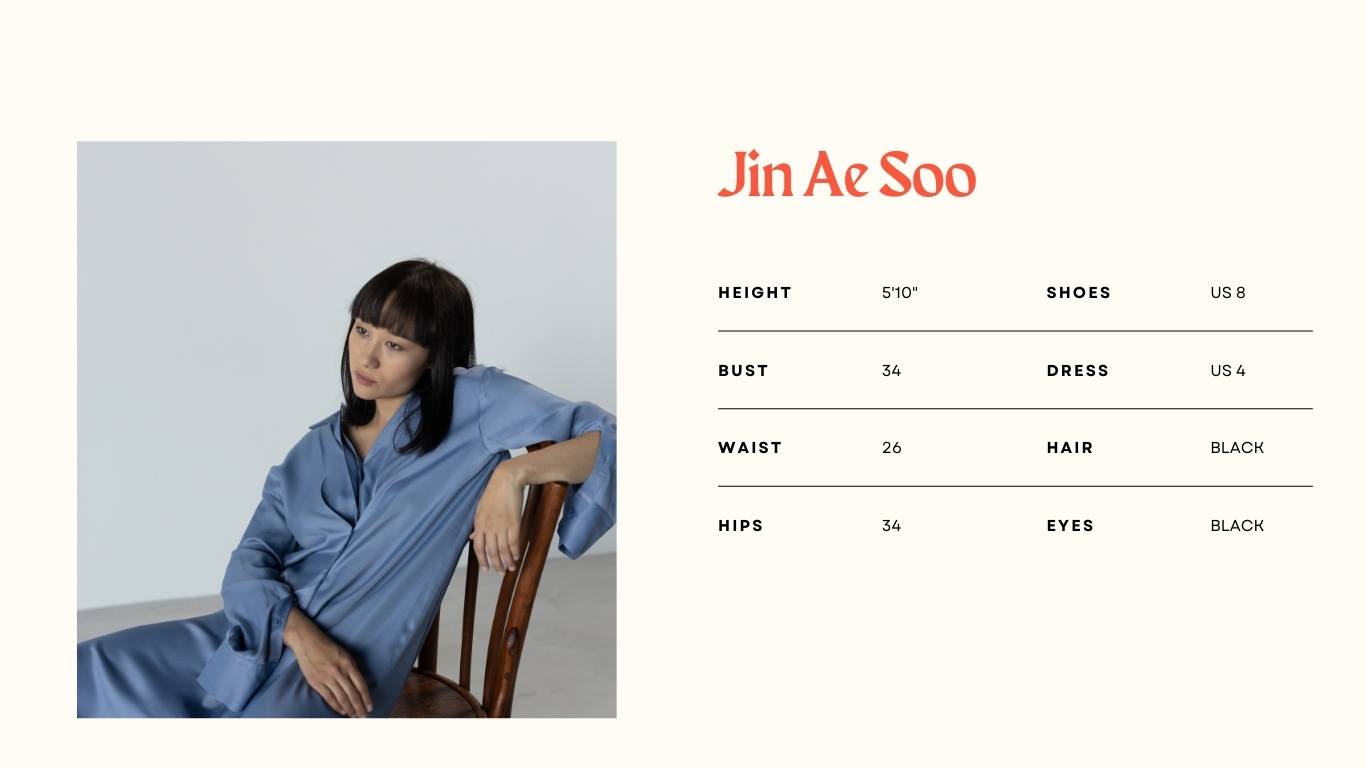 Jin Ae Soo
HEIGHT 5'10" SHOES US 8
BUST 34 DRESS US 4
WAIST 26 HAIR BLACK
HIPS 34 EYES BLACK